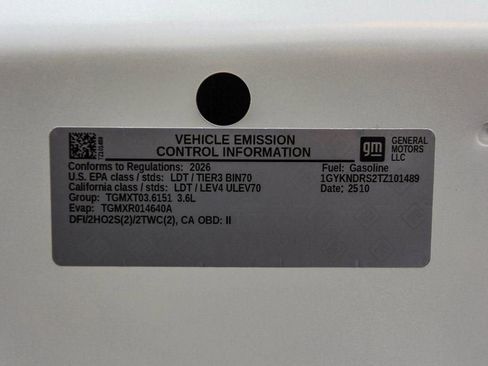 TZ101489
VEHICLE EMISSION
CONTROL INFORMATION
gm
GENERAL
MOTORS
LLC
Conforms to Regulations: 2026
Fuel: Gasoline
U.S. EPA class / stds: LDT / TIER3 BIN70
1GYKNDRS2TZ101489
California class / stds: LDT / LEV4 ULEV70
Date: 2510
Group: TGMXT03.6151 3.6L
Evap: TGMXR014640A
DFI/2HO2S(2)/2TWC(2), CA OBD: II